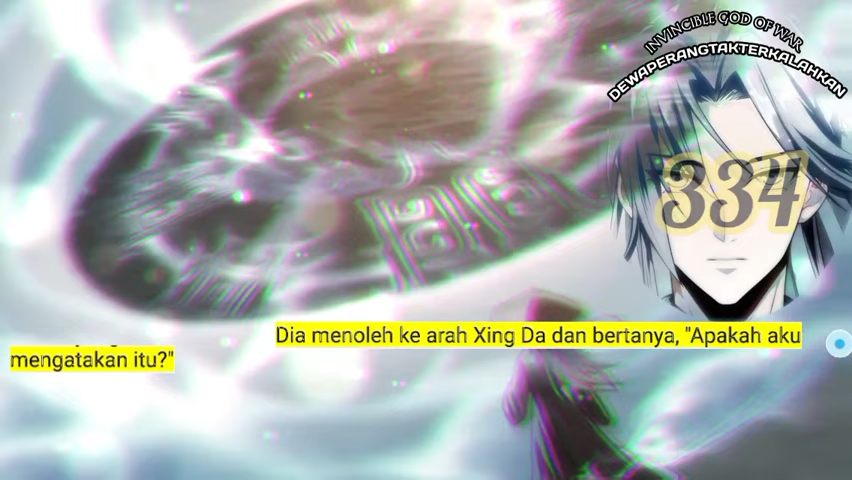 INVINCIBLE GOD OF WAR
DEWAPERANGTAKTERKALAHKAN
334
Dia menoleh ke arah Xing Da dan bertanya, "Apakah aku
mengatakan itu?"